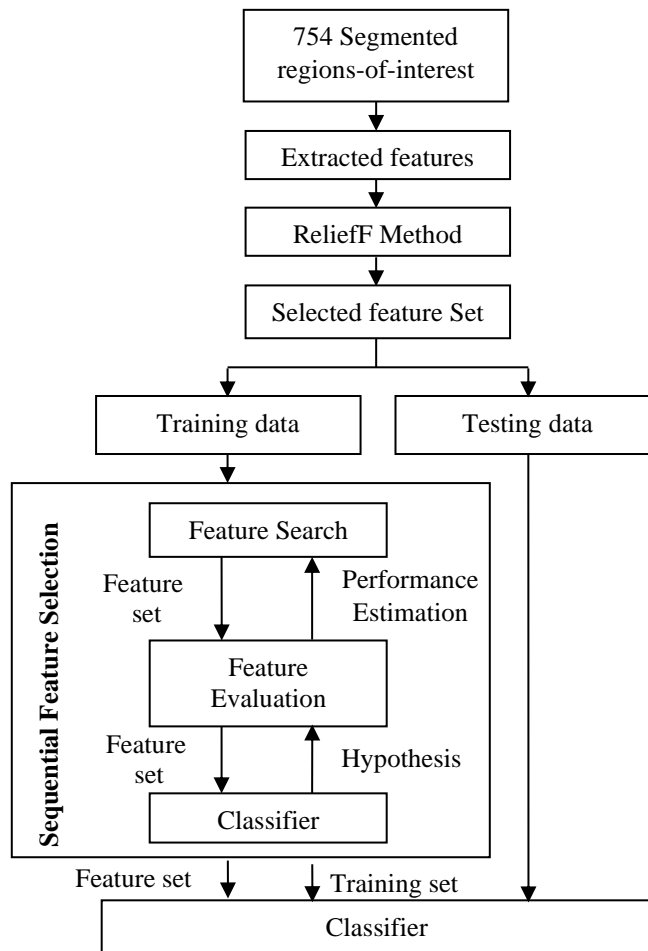 754 Segmented
regions-of-interest
Extracted features
ReliefF Method
Selected feature Set
Training data
Testing data
Sequential Feature Selection
Feature Search
Feature
set
Performance
Estimation
Feature
Evaluation
Feature
set
Hypothesis
Classifier
Feature set
Training set
Classifier